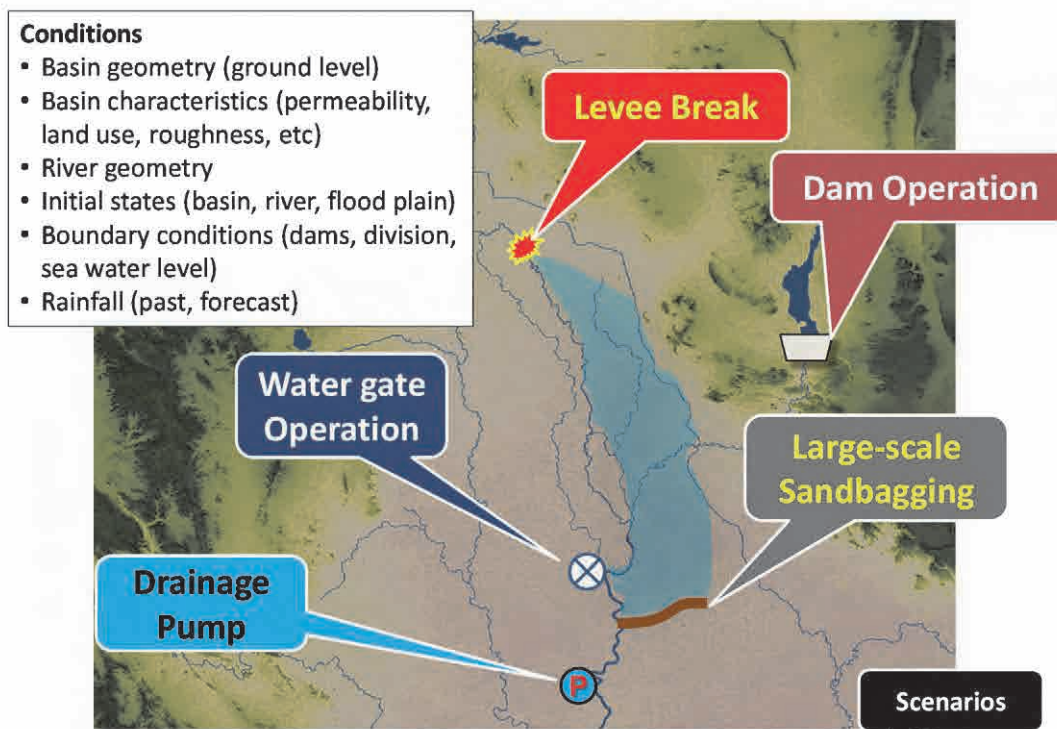 Conditions
• Basin geometry (ground level)
• Basin characteristics (permeability,
land use, roughness, etc)
• River geometry
• Initial states (basin, river, flood plain)
• Boundary conditions (dams, division,
sea water level)
• Rainfall (past, forecast)
Levee Break
Dam Operation
Water gate
Operation
Large-scale
Sandbagging
Drainage
Pump
P
Scenarios